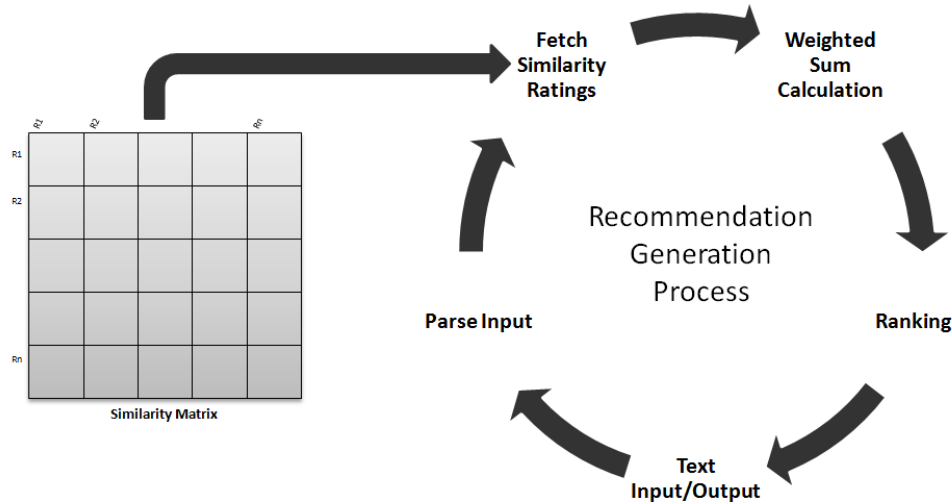 Fetch
Similarity
Ratings
Weighted
Sum
Calculation
R1
R2
Rn
R1
R2
Rn
Similarity Matrix
Recommendation
Generation
Process
Parse Input
Ranking
Text
Input/Output